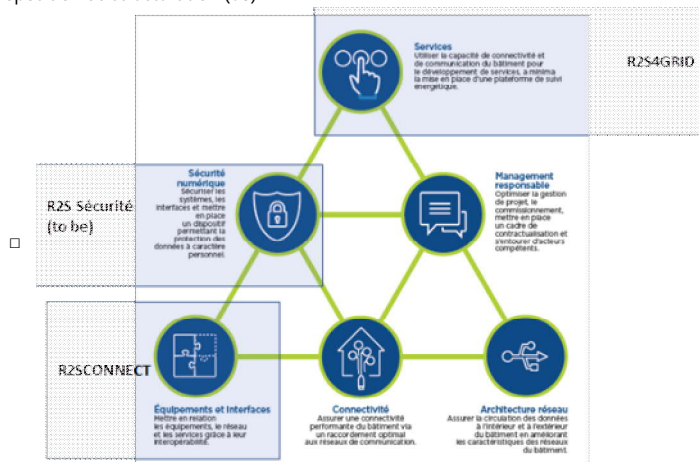 Services
Utiliser la capacité de connectivité et
de communication du bâtiment pour
le développement de services, a minima
la mise en place d'une plateforme de suivi
énergétique.
R2S4GRID
R2S Sécurité
(to be)
Sécurité
numérique
Sécuriser les
systèmes, les
interfaces et mettre
en place
un dispositif
permettant la
protection des
données à caractère
personnel.
Management
responsable
Optimiser la gestion
de projet, le
commissionnement,
mettre en place
un cadre de
contractualisation et
s'entourer d'acteurs
compétents.
R2SCONNECT
Équipements et Interfaces
Mettre en relation
les équipements, le réseau
et les services grâce à leur
interopérabilité.
Connectivité
Assurer une connectivité
performante du bâtiment via
un raccordement optimal
aux réseaux de communication.
Architecture réseau
Assurer la circulation des données
à l'intérieur et à l'extérieur
du bâtiment en améliorant
les caractéristiques des réseaux
du bâtiment.